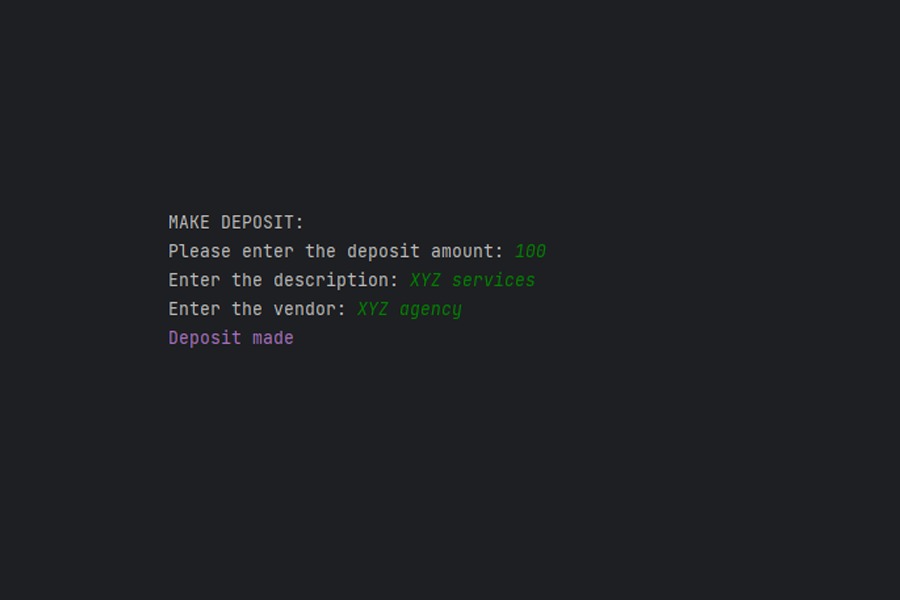 MAKE DEPOSIT:
Please enter the deposit amount: 100
Enter the description: XYZ services
Enter the vendor: XYZ agency
Deposit made